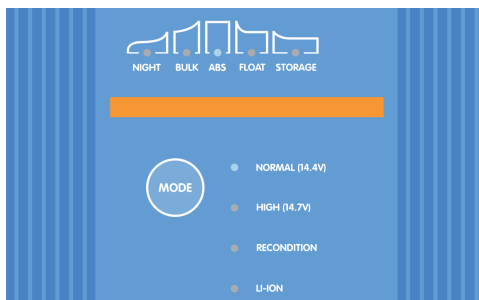 NIGHT BULK ABS FLOAT STORAGE
MODE
NORMAL (14.4V)
HIGH (14.7V)
RECONDITION
LI-ION